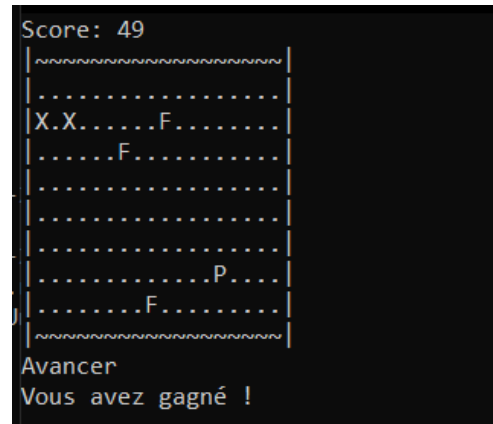 Score: 49
|~~~~~~~~~~~~~~~~~~|
|..................|
|X.X......F........|
|......F...........|
|..................|
|..................|
|..................|
|.............P....|
|........F.........|
|~~~~~~~~~~~~~~~~~~|
Avancer
Vous avez gagné !